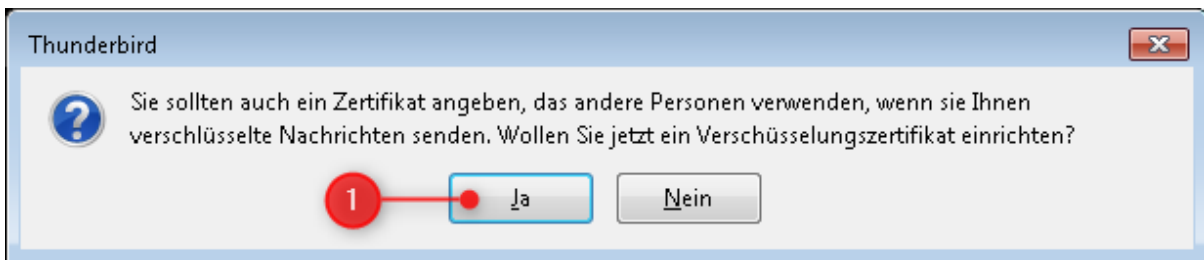 Thunderbird
Sie sollten auch ein Zertifikat angeben, das andere Personen verwenden, wenn sie Ihnen
verschlüsselte Nachrichten senden. Wollen Sie jetzt ein Verschüsselungszertifikat einrichten?
1 Ja Nein